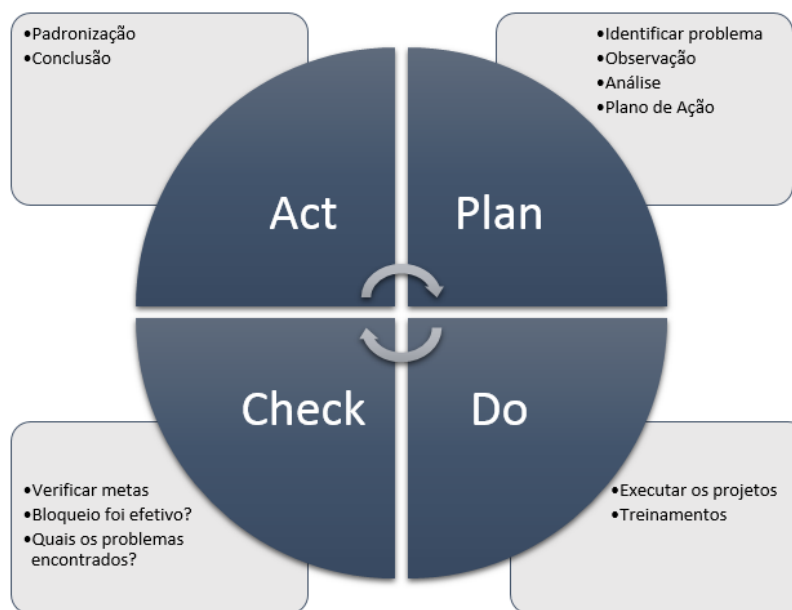 •Padronização
•Conclusão
•Identificar problema
•Observação
•Análise
•Plano de Ação
Act
Plan
Check
Do
•Verificar metas
•Bloqueio foi efetivo?
•Quais os problemas
encontrados?
•Executar os projetos
•Treinamentos